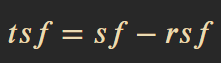 tsf = sf − rsf